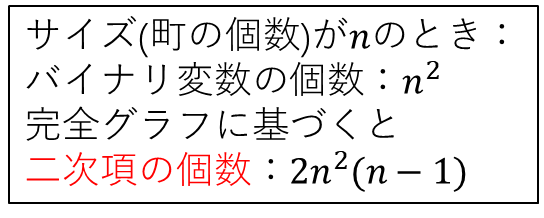 サイズ(町の個数)がnのとき：
バイナリ変数の個数：n²
完全グラフに基づくと
二次項の個数：2n²(n − 1)